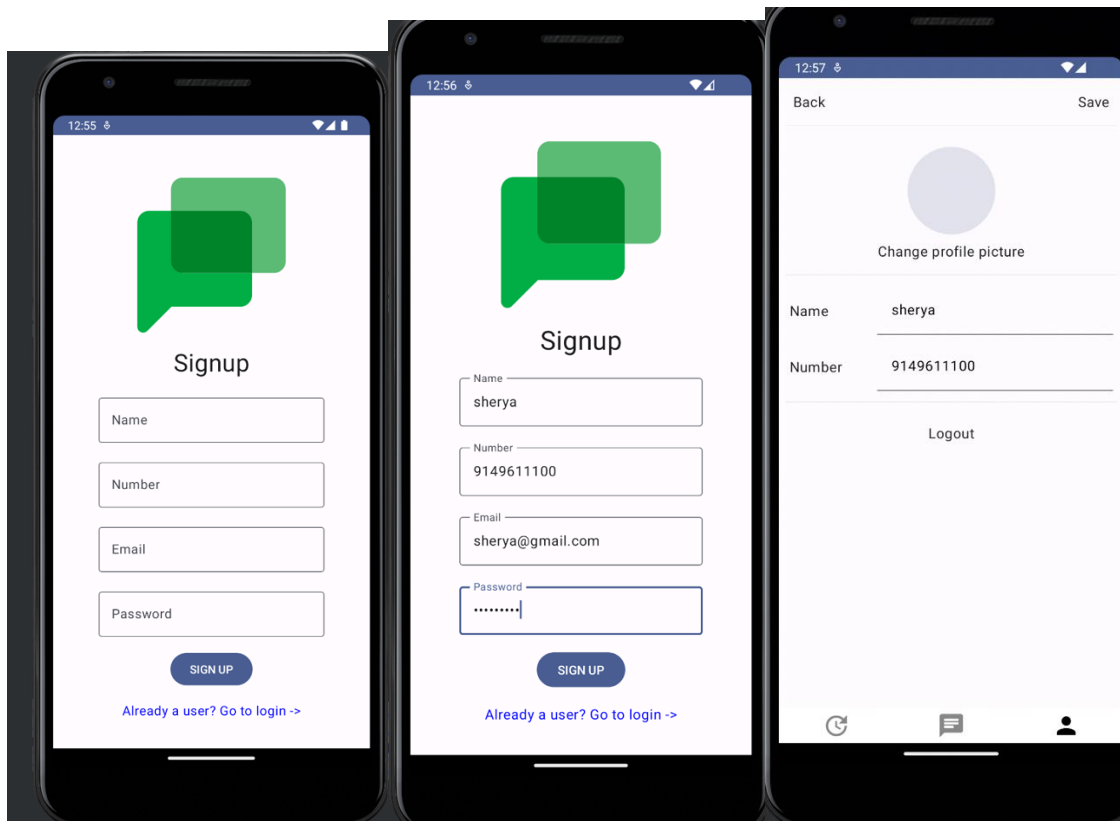 12:55
Signup
Name
Number
Email
Password
SIGN UP
Already a user? Go to login ->
12:56
Signup
Name
sherya
Number
9149611100
Email
sherya@gmail.com
Password
•••••••••
SIGN UP
Already a user? Go to login ->
12:57
Back Save
Change profile picture
Name sherya
Number 9149611100
Logout